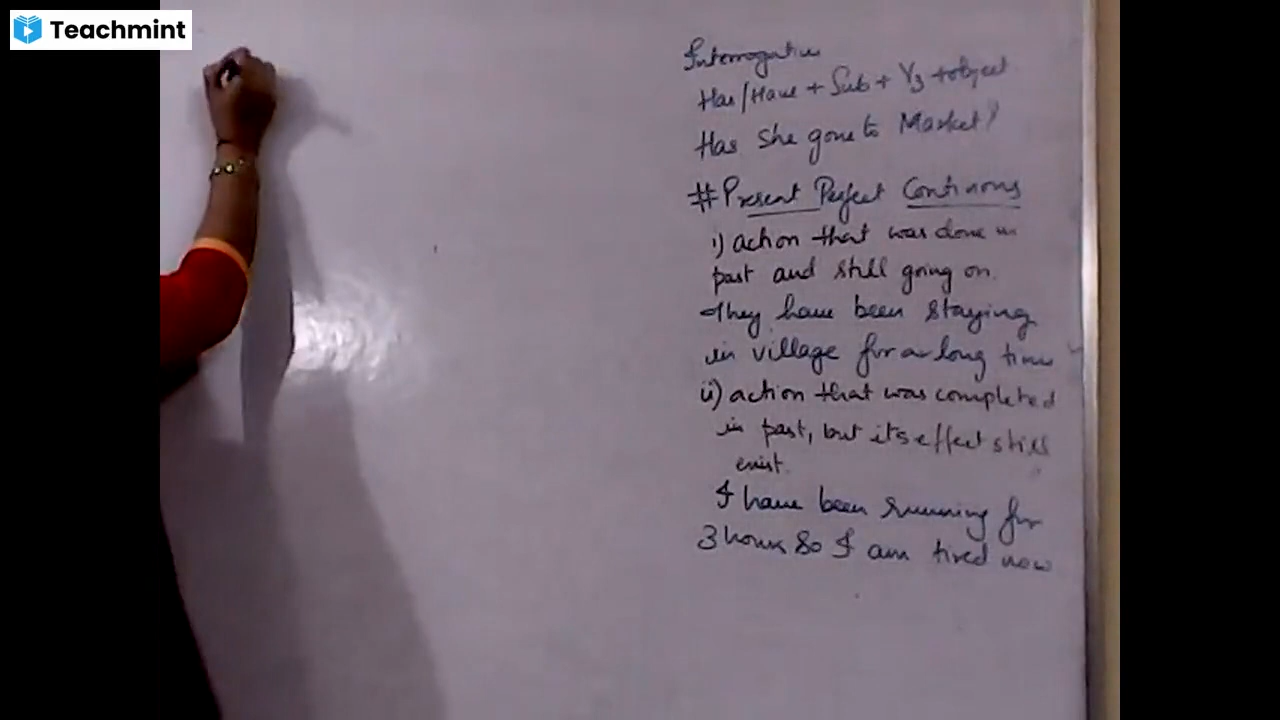 Teachmint
Interrogative
Has/Have + Sub + V3 + object
Has she gone to Market?
# Present Perfect Continous
i) action that was done in
past and still going on.
They have been staying
in village for a long time
ii) action that was completed
in past, but its effect still
exist.
I have been running for
3 hours so I am tired now